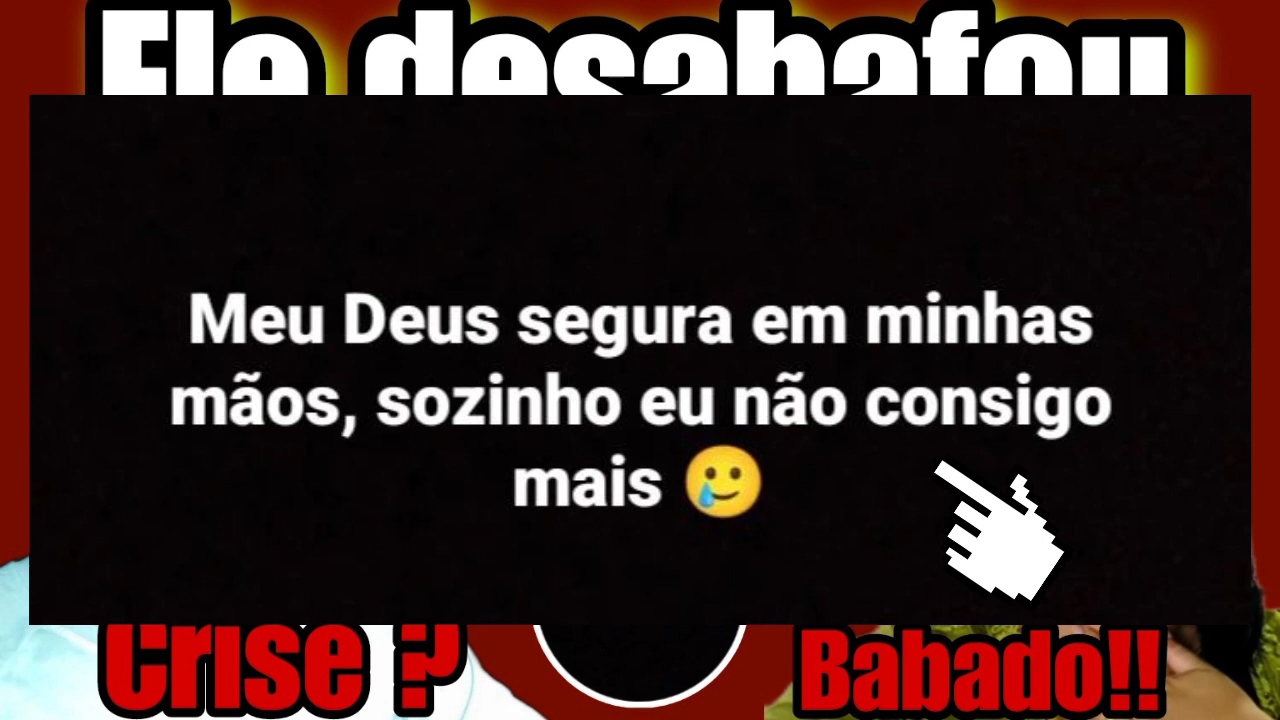 Ele desabafou
Meu Deus segura em minhas
mãos, sozinho eu não consigo
mais 🥲
Crise ?
Babado!!